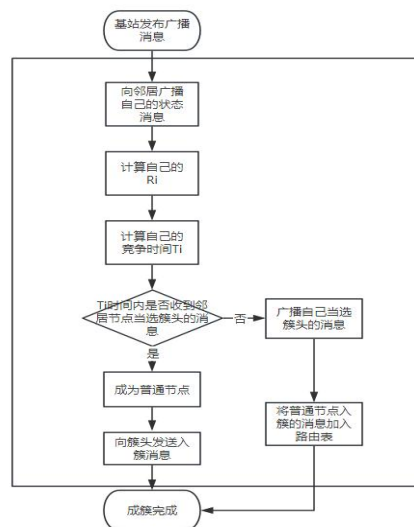 基站发布广播
消息
向邻居广播
自己的状态
消息
计算自己的
Ri
计算自己的
竞争时间Ti
Ti时间内是否收到邻
居节点当选簇头的消
息
否
广播自己当选
簇头的消息
是
成为普通节点
将普通节点入
簇的消息加入
路由表
向簇头发送入
簇消息
成簇完成